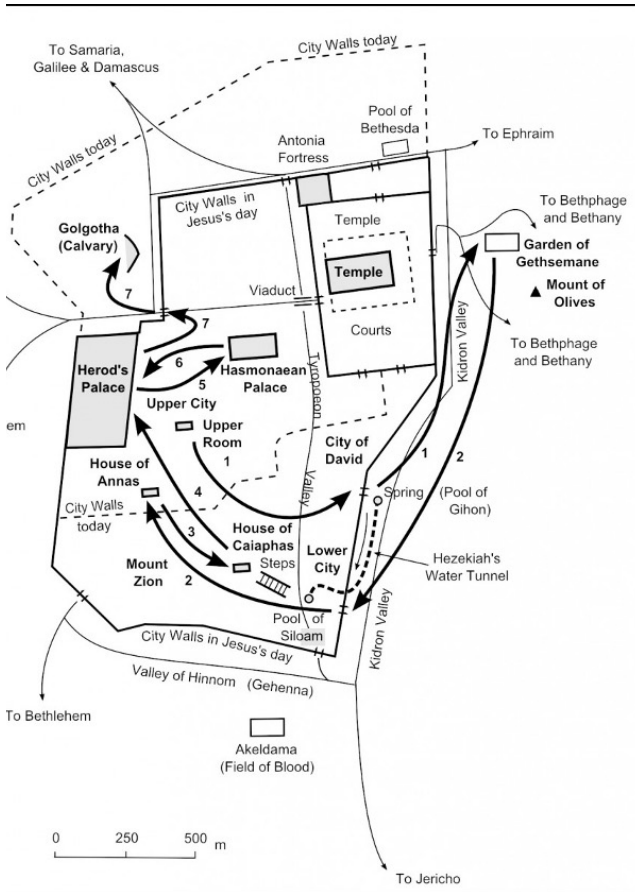 City Walls today
To Samaria,
Galilee & Damascus
Pool of
Bethesda
To Ephraim
Antonia
Fortress
City Walls today
City Walls in
Jesus's day
Temple
To Bethphage
and Bethany
Golgotha
(Calvary)
Garden of
Gethsemane
Temple
Mount of
Olives
Viaduct
7
7
Courts
Kidron Valley
To Bethphage
and Bethany
6
Herod's
Palace
Hasmonaean
Palace
5
Tyropoeon
Valley
Upper City
em
Upper
Room
City of
David
1
1
2
House of
Annas
4
Spring
(Pool of
Gihon)
City Walls
today
3
House of
Caiaphas
Steps
Lower
City
Hezekiah's
Water Tunnel
Mount
Zion
2
Pool of
Siloam
Kidron Valley
City Walls in Jesus's day
Valley of Hinnom (Gehenna)
To Bethlehem
Akeldama
(Field of Blood)
0 250 500 m
To Jericho